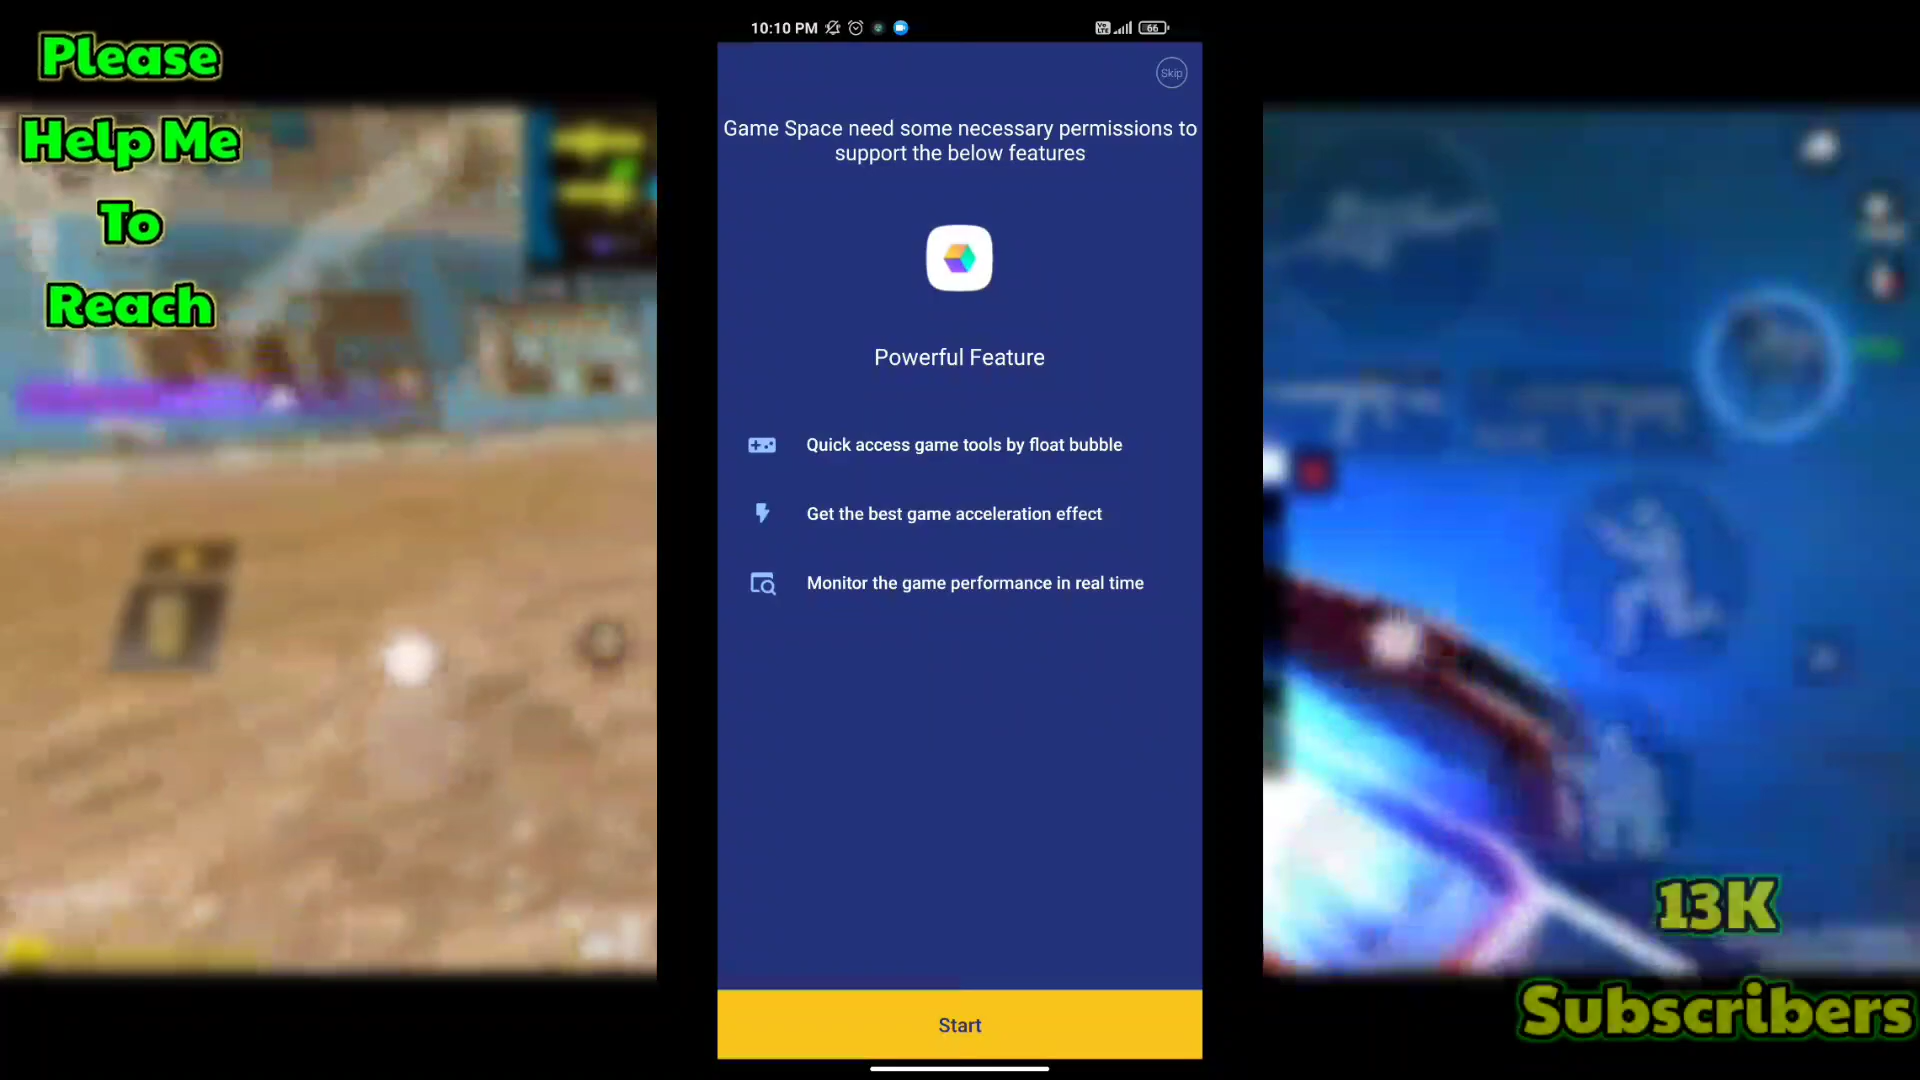 Please
Help Me
To
Reach
10:10 PM
66
Skip
Game Space need some necessary permissions to
support the below features
Powerful Feature
Quick access game tools by float bubble
Get the best game acceleration effect
Monitor the game performance in real time
Start
13K
Subscribers